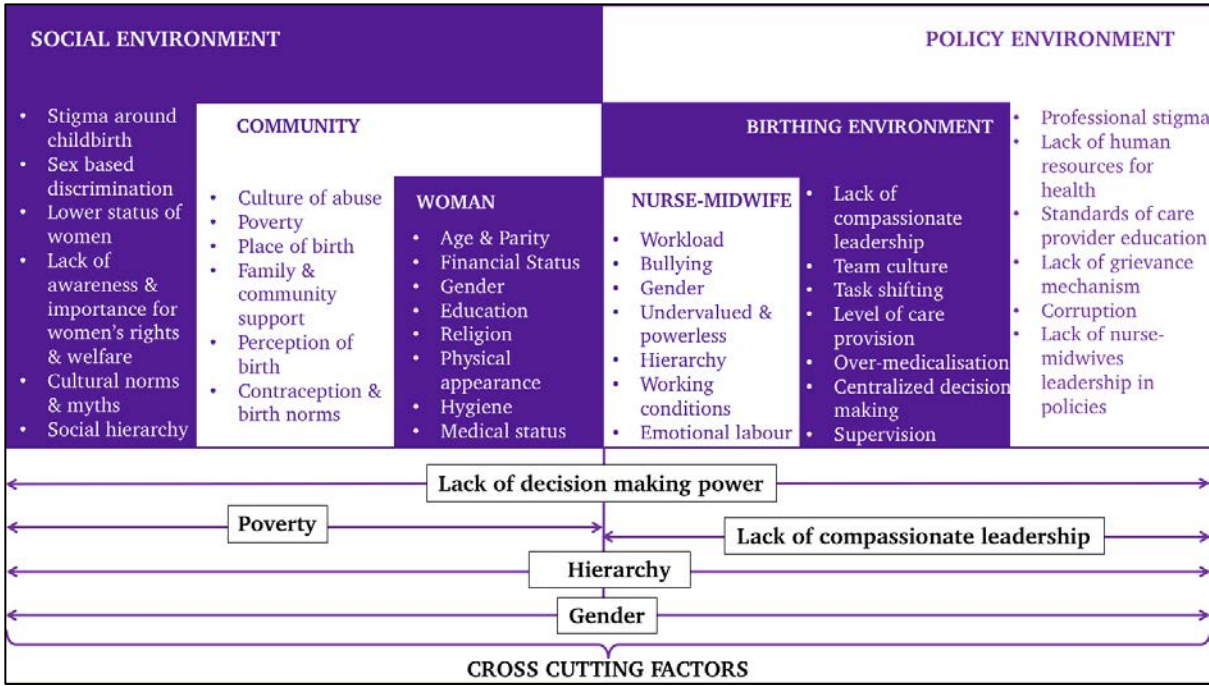 SOCIAL ENVIRONMENT
• Stigma around
childbirth
• Sex based
discrimination
• Lower status of
women
• Lack of
awareness &
importance for
women's rights
& welfare
• Cultural norms
& myths
• Social hierarchy
COMMUNITY
• Culture of abuse
• Poverty
• Place of birth
• Family &
community
support
• Perception of
birth
• Contraception &
birth norms
WOMAN
• Age & Parity
• Financial Status
• Gender
• Education
• Religion
• Physical
appearance
• Hygiene
• Medical status
NURSE-MIDWIFE
• Workload
• Bullying
• Gender
• Undervalued &
powerless
• Hierarchy
• Working
conditions
• Emotional labour
BIRTHING ENVIRONMENT
• Lack of
compassionate
leadership
• Team culture
• Task shifting
• Level of care
provision
• Over-medicalisation
• Centralized decision
making
• Supervision
POLICY ENVIRONMENT
• Professional stigma
• Lack of human
resources for
health
• Standards of care
provider education
• Lack of grievance
mechanism
• Corruption
• Lack of nurse-
midwives
leadership in
policies
Lack of decision making power
Poverty
Lack of compassionate leadership
Hierarchy
Gender
CROSS CUTTING FACTORS